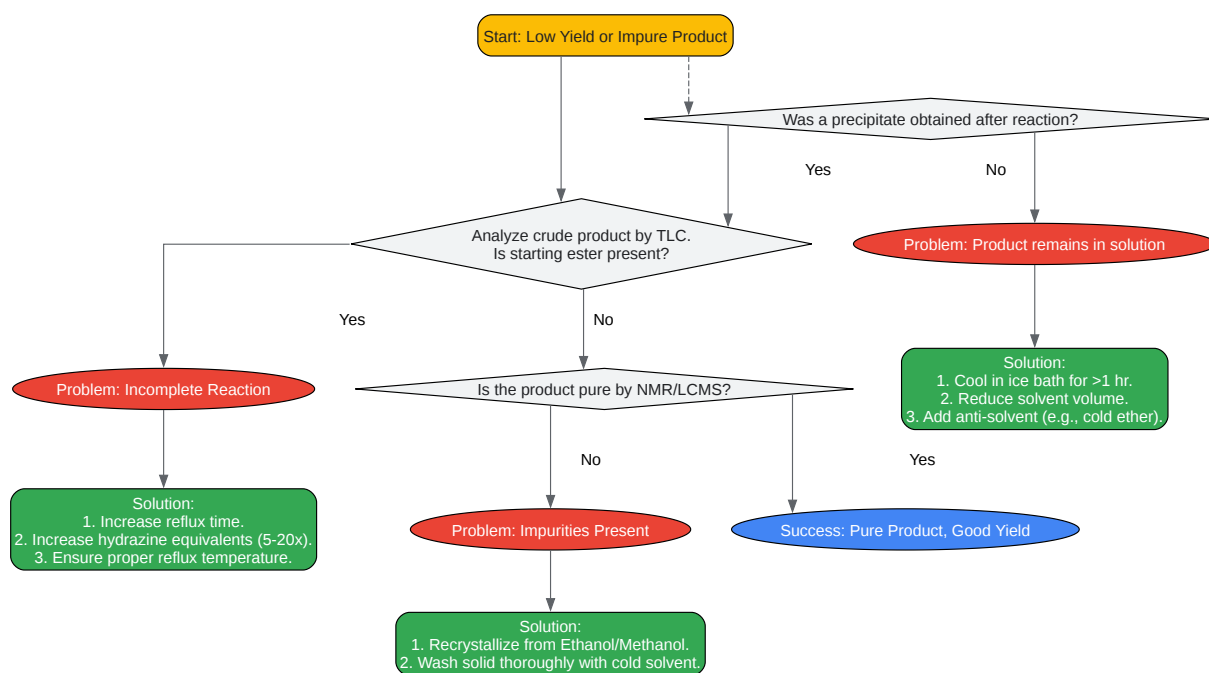 Start: Low Yield or Impure Product
Was a precipitate obtained after reaction?
Yes
No
Analyze crude product by TLC.
Is starting ester present?
Problem: Product remains in solution
Yes
No
Solution:
1. Cool in ice bath for >1 hr.
2. Reduce solvent volume.
3. Add anti-solvent (e.g., cold ether).
Problem: Incomplete Reaction
Is the product pure by NMR/LCMS?
No
Yes
Solution:
1. Increase reflux time.
2. Increase hydrazine equivalents (5-20x).
3. Ensure proper reflux temperature.
Problem: Impurities Present
Success: Pure Product, Good Yield
Solution:
1. Recrystallize from Ethanol/Methanol.
2. Wash solid thoroughly with cold solvent.